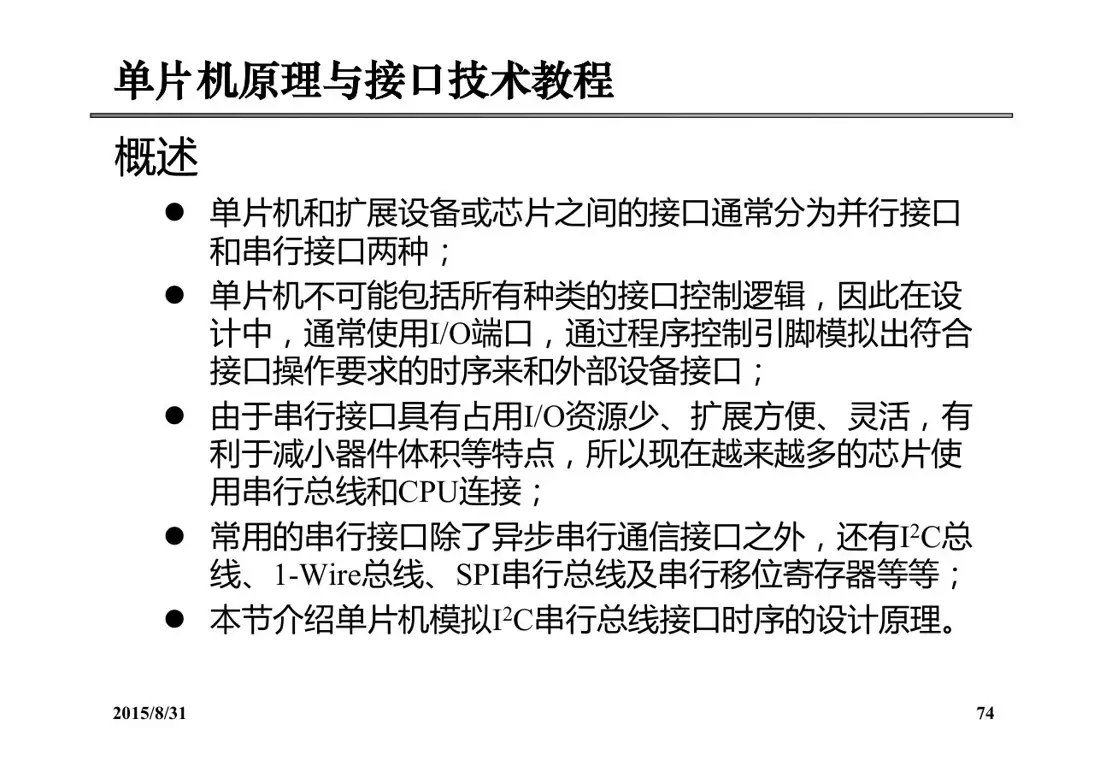 单片机原理与接口技术教程
概述
● 单片机和扩展设备或芯片之间的接口通常分为并行接口
和串行接口两种；
● 单片机不可能包括所有种类的接口控制逻辑，因此在设
计中，通常使用I/O端口，通过程序控制引脚模拟出符合
接口操作要求的时序来和外部设备接口；
● 由于串行接口具有占用I/O资源少、扩展方便、灵活，有
利于减小器件体积等特点，所以现在越来越多的芯片使
用串行总线和CPU连接；
● 常用的串行接口除了异步串行通信接口之外，还有I²C总
线、1-Wire总线、SPI串行总线及串行移位寄存器等等；
● 本节介绍单片机模拟I²C串行总线接口时序的设计原理。
2015/8/31
74